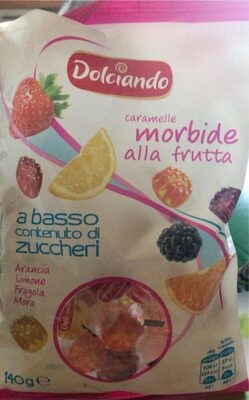 Dolciando
caramelle
morbide
alla frutta
a basso
contenuto di
zuccheri
Arancia
Limone
Fragola
Mora
140g e